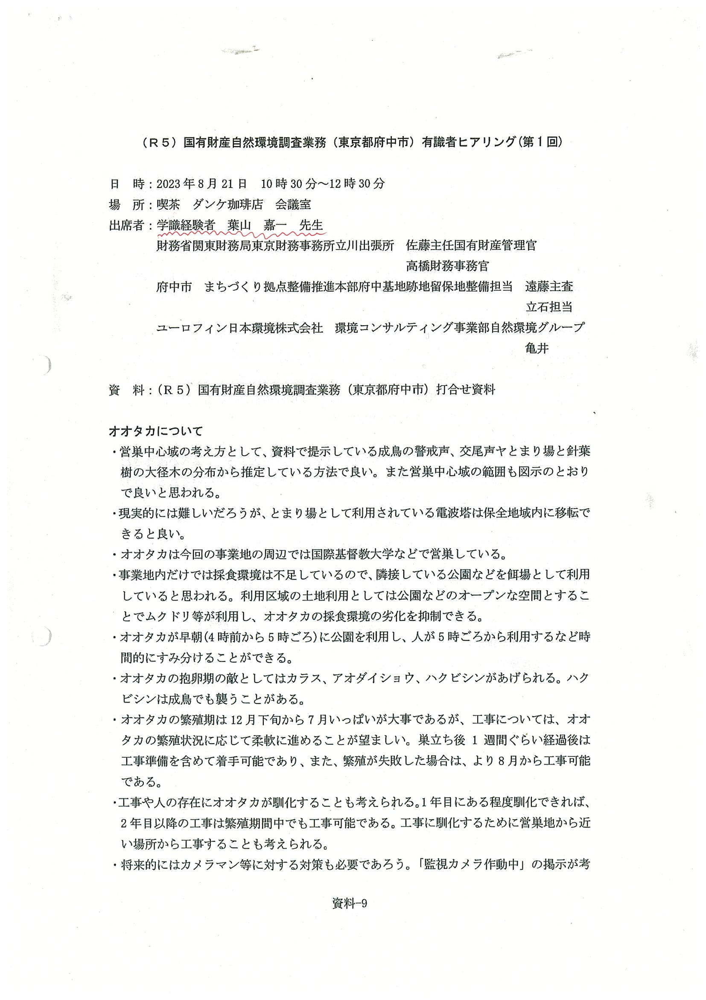 （Ｒ５）国有財産自然環境調査業務（東京都府中市）有識者ヒアリング（第１回）
日　時：2023年8月21日　10時30分～12時30分
場　所：喫茶　ダンケ珈琲店　会議室
出席者：学識経験者　葉山　嘉一　先生
財務省関東財務局東京財務事務所立川出張所　佐藤主任国有財産管理官
高橋財務事務官
府中市　まちづくり拠点整備推進本部府中基地跡地留保地整備担当　遠藤主査
立石担当
ユーロフィン日本環境株式会社　環境コンサルティング事業部自然環境グループ
亀井
資　料：（Ｒ５）国有財産自然環境調査業務（東京都府中市）打合せ資料
オオタカについて
・営巣中心域の考え方として、資料で提示している成鳥の警戒声、交尾声ヤとまり場と針葉
樹の大径木の分布から推定している方法で良い。また営巣中心域の範囲も図示のとおり
で良いと思われる。
・現実的には難しいだろうが、とまり場として利用されている電波塔は保全地域内に移転で
きると良い。
・オオタカは今回の事業地の周辺では国際基督教大学などで営巣している。
・事業地内だけでは採食環境は不足しているので、隣接している公園などを餌場として利用
していると思われる。利用区域の土地利用としては公園などのオープンな空間とするこ
とでムクドリ等が利用し、オオタカの採食環境の劣化を抑制できる。
・オオタカが早朝(4時前から5時ごろ)に公園を利用し、人が5時ごろから利用するなど時
間的にすみ分けることができる。
・オオタカの抱卵期の敵としてはカラス、アオダイショウ、ハクビシンがあげられる。ハク
ビシンは成鳥でも襲うことがある。
・オオタカの繁殖期は12月下旬から7月いっぱいが大事であるが、工事については、オオ
タカの繁殖状況に応じて柔軟に進めることが望ましい。巣立ち後 1 週間ぐらい経過後は
工事準備を含めて着手可能であり、また、繁殖が失敗した場合は、より8月から工事可能
である。
・工事や人の存在にオオタカが馴化することも考えられる。1年目にある程度馴化できれば、
2年目以降の工事は繁殖期間中でも工事可能である。工事に馴化するために営巣地から近
い場所から工事することも考えられる。
・将来的にはカメラマン等に対する対策も必要であろう。「監視カメラ作動中」の掲示が考
資料-9